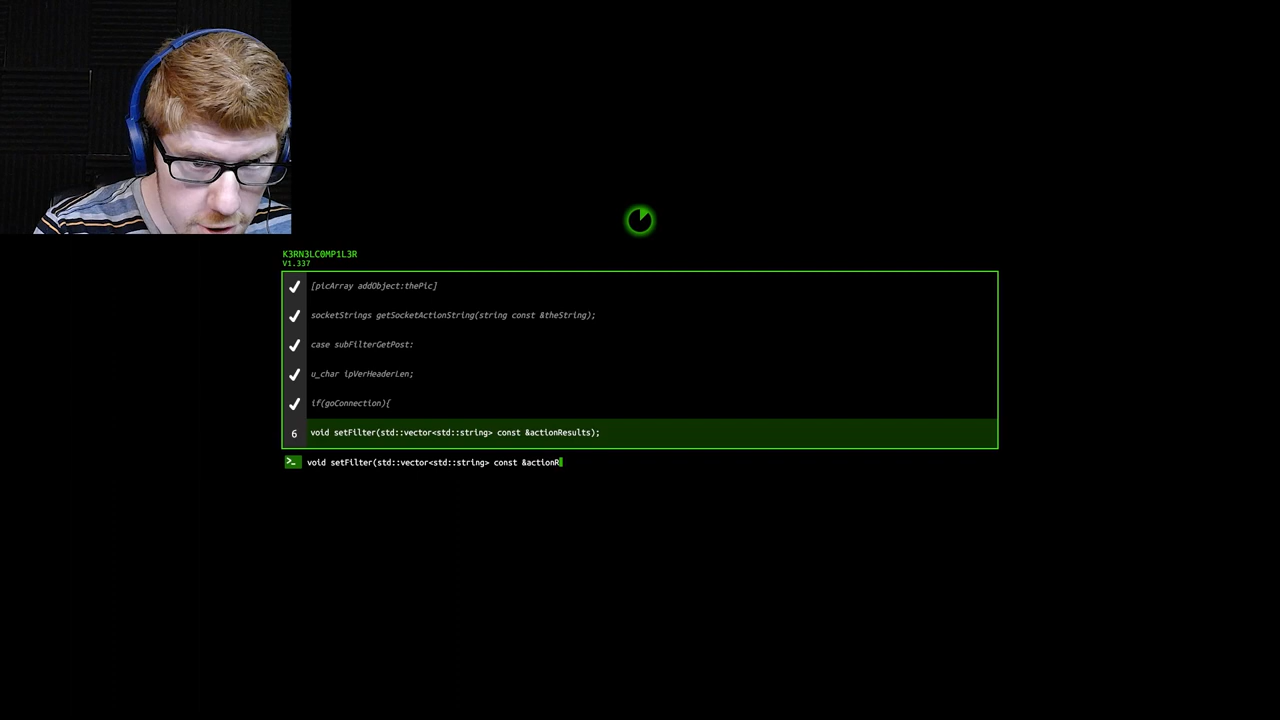 K3RN3LC0MP1L3R
V1.337
[picArray addObject:thePic]
socketStrings getSocketActionString(string const &theString);
case subFilterGetPost:
u_char ipVerHeaderLen;
if(goConnection){
6 void setFilter(std::vector<std::string> const &actionResults);
>_ void setFilter(std::vector<std::string> const &actionR